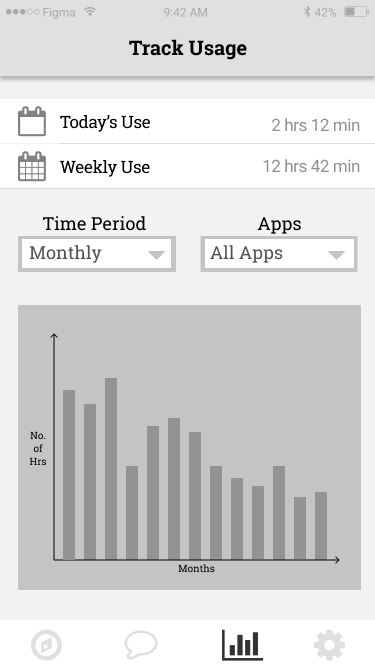 Figma 9:42 AM 42%
Track Usage
Today's Use 2 hrs 12 min
Weekly Use 12 hrs 42 min
Time Period Apps
Monthly All Apps
No.
of
Hrs
Months